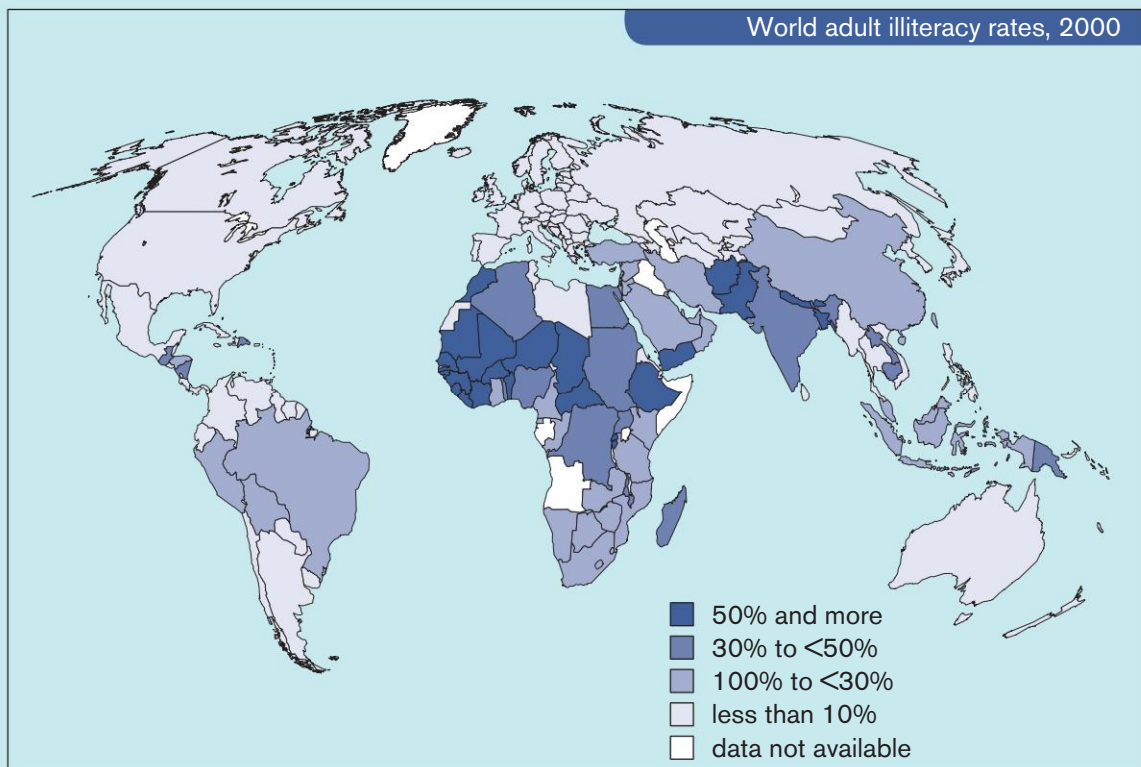 World adult illiteracy rates, 2000
50% and more
30% to <50%
100% to <30%
less than 10%
data not available